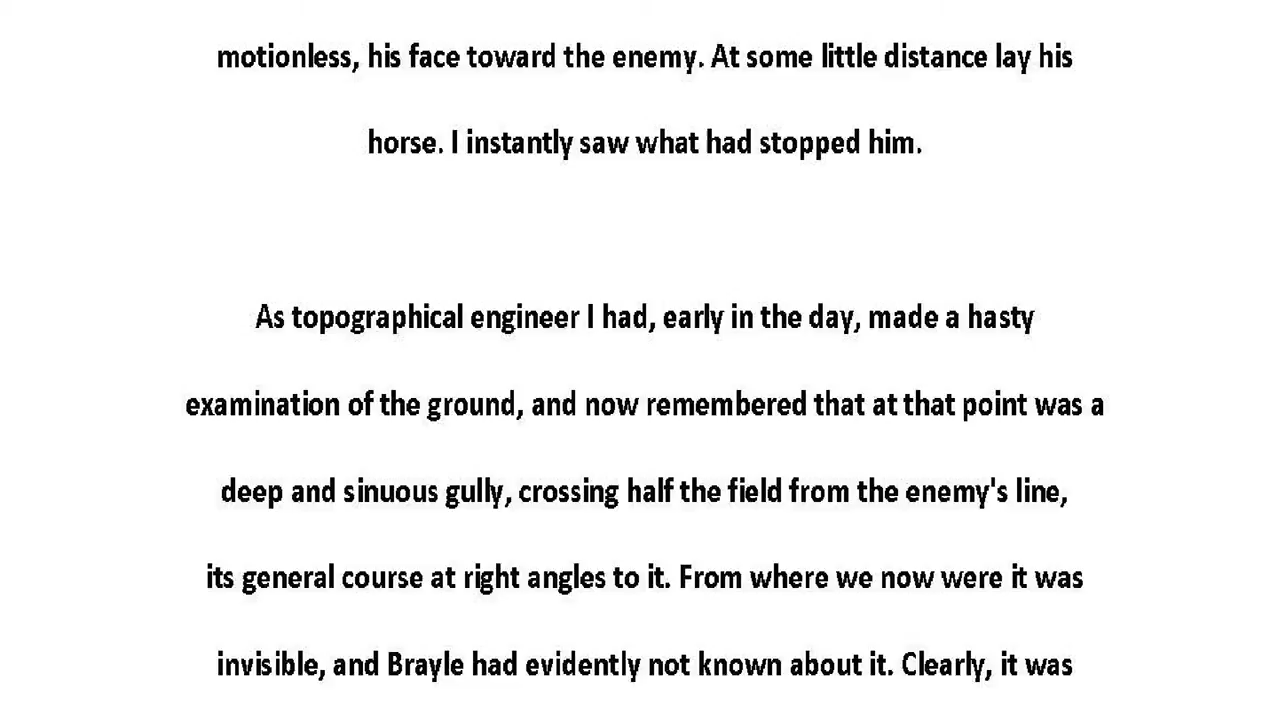 motionless, his face toward the enemy. At some little distance lay his
horse. I instantly saw what had stopped him.
As topographical engineer I had, early in the day, made a hasty
examination of the ground, and now remembered that at that point was a
deep and sinuous gully, crossing half the field from the enemy's line,
its general course at right angles to it. From where we now were it was
invisible, and Brayle had evidently not known about it. Clearly, it was